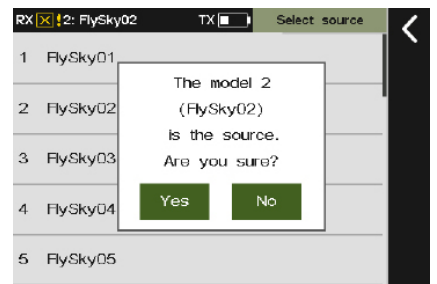 RX 2: FlySky02 TX Select source
1 FlySky01
2 FlySky02
3 FlySky03
4 FlySky04
5 FlySky05
The model 2
(FlySky02)
is the source.
Are you sure?
Yes No